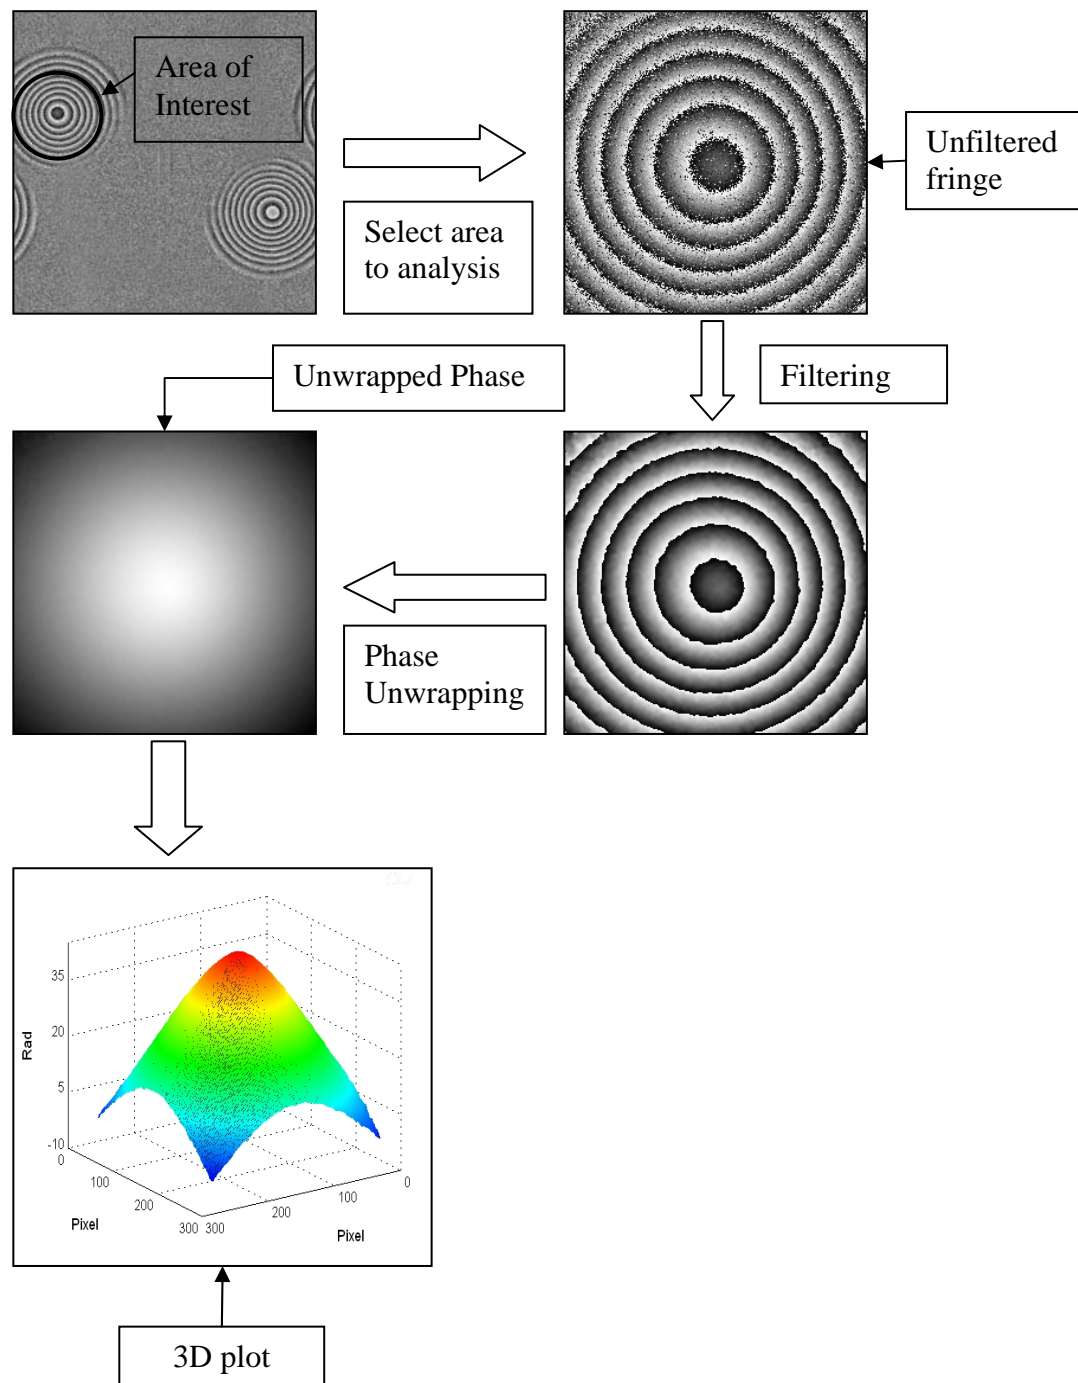 Area of
Interest
Select area
to analysis
Unfiltered
fringe
Unwrapped Phase
Filtering
Phase
Unwrapping
35
20
5
-10
Rad
0
100
200
300
Pixel
300
200
100
0
Pixel
3D plot